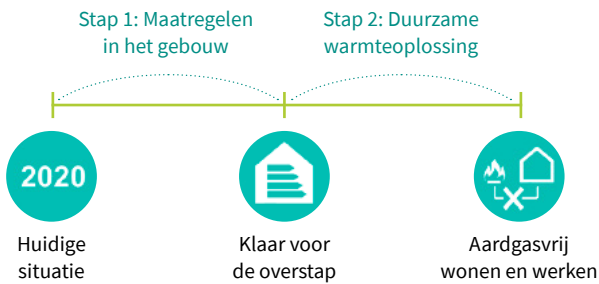 Stap 1: Maatregelen
in het gebouw
Stap 2: Duurzame
warmteoplossing
2020
Huidige
situatie
Klaar voor
de overstap
Aardgasvrij
wonen en werken